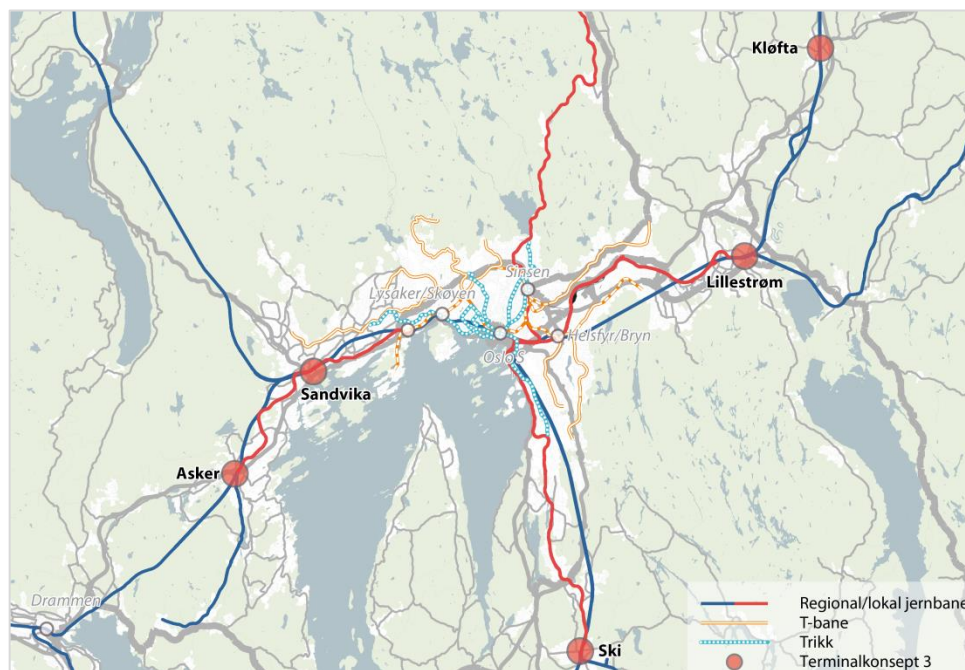 Kløfta
Sinsen
Lillestrøm
Lysaker/Skøyen
Helsfyr/Bryn
Oslo S
Sandvika
Asker
Drammen
Ski
Regional/lokal jernbane
T-bane
Trikk
Terminalkonsept 3